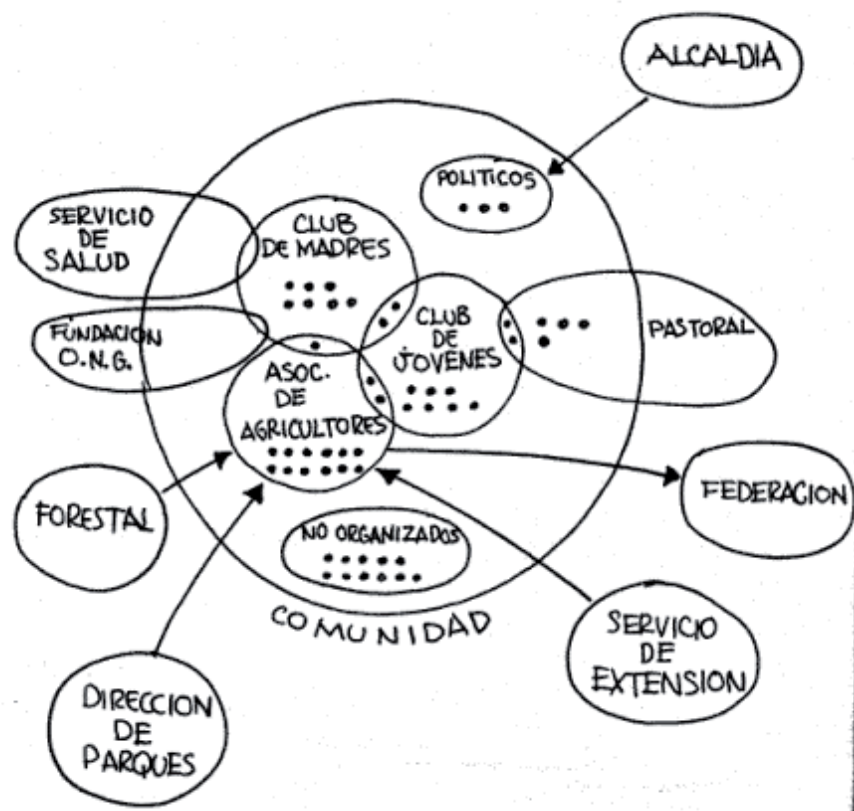 ALCALDIA
POLITICOS
SERVICIO
DE
SALUD
CLUB
DE MADRES
FUNDACION
O.N.G.
CLUB
DE
JOVENES
PASTORAL
ASOC.
DE
AGRICULTORES
FORESTAL
FEDERACION
NO ORGANIZADOS
COMUNIDAD
SERVICIO
DE
EXTENSION
DIRECCION
DE
PARQUES